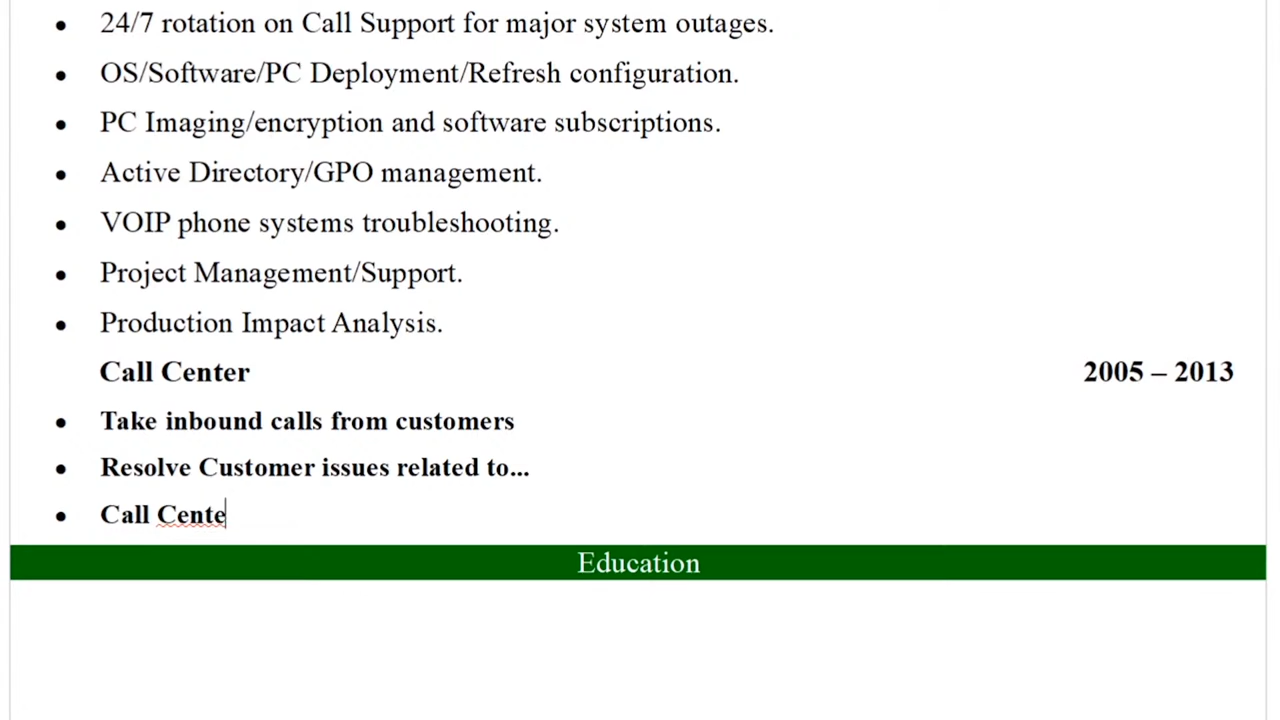 • 24/7 rotation on Call Support for major system outages.
• OS/Software/PC Deployment/Refresh configuration.
• PC Imaging/encryption and software subscriptions.
• Active Directory/GPO management.
• VOIP phone systems troubleshooting.
• Project Management/Support.
• Production Impact Analysis.
Call Center 2005 – 2013
• Take inbound calls from customers
• Resolve Customer issues related to...
• Call Cente
Education